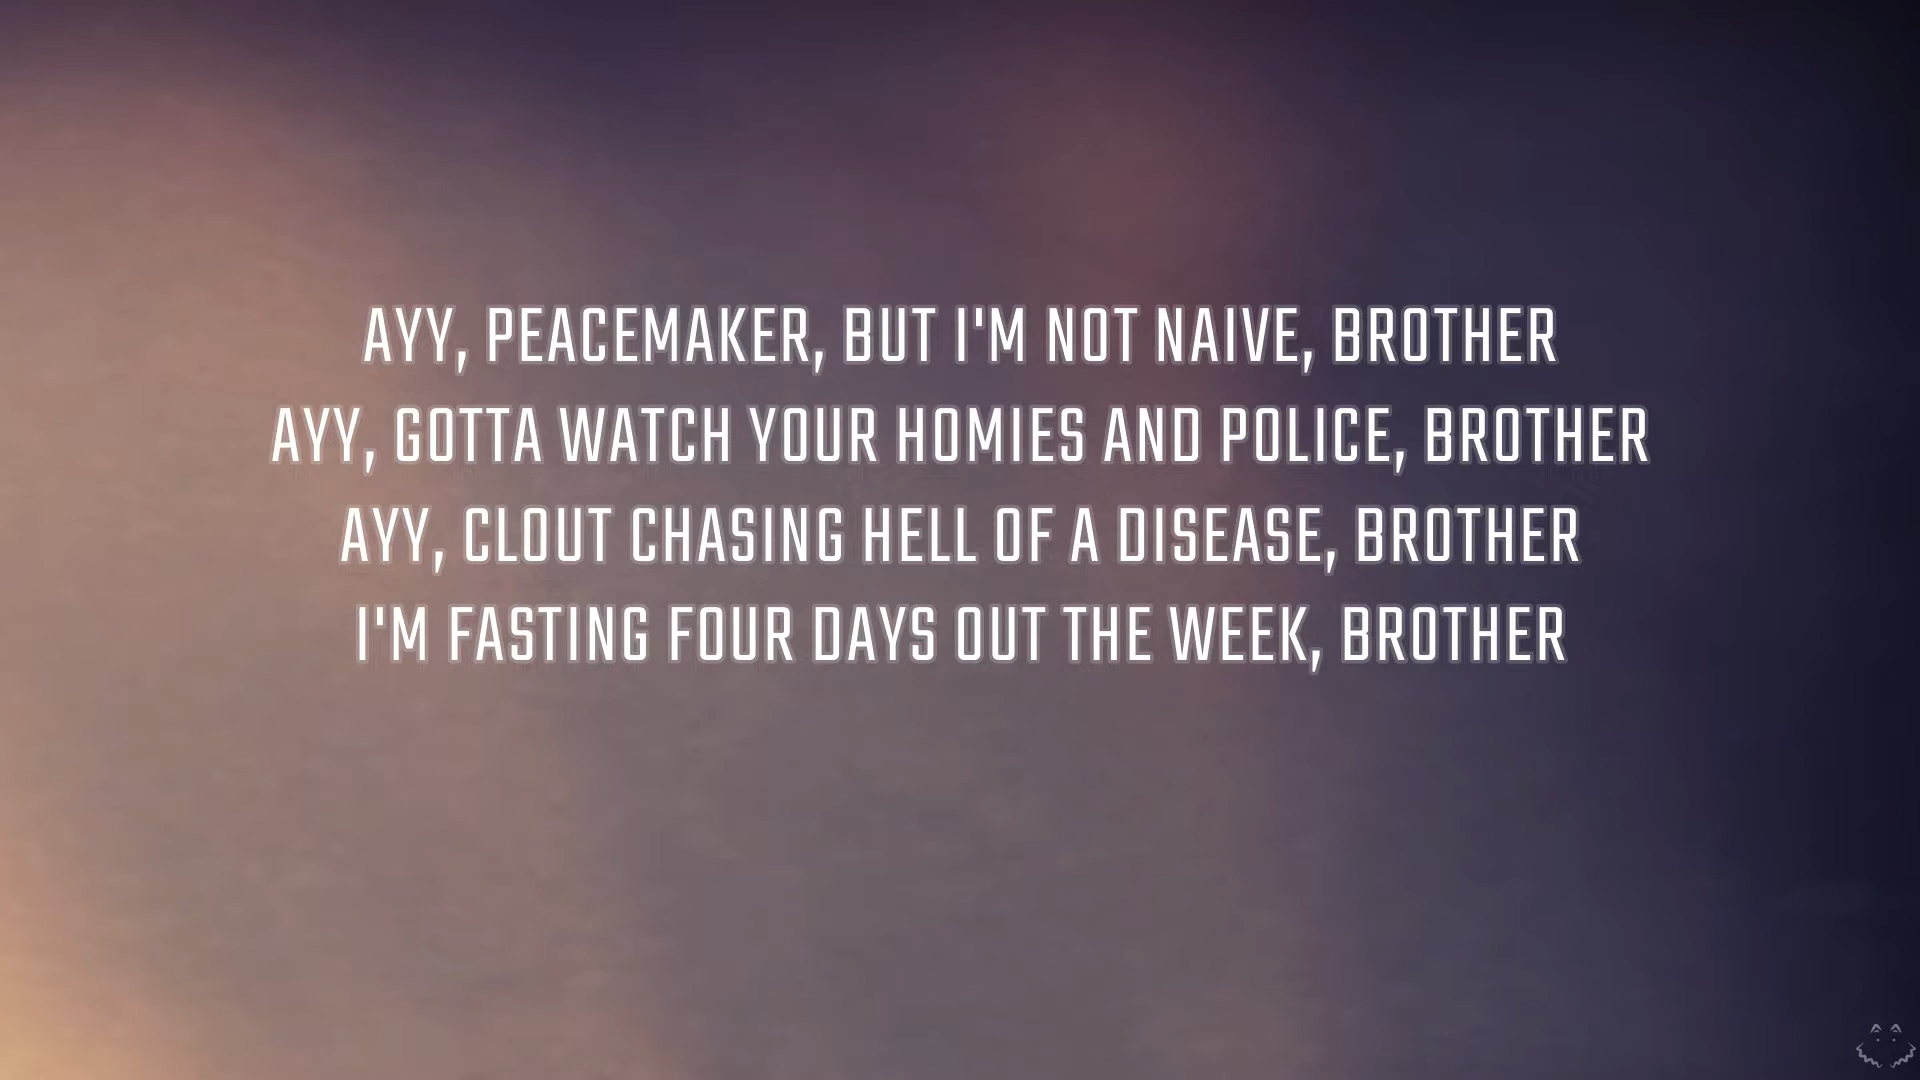 AYY, PEACEMAKER, BUT I'M NOT NAIVE, BROTHER
AYY, GOTTA WATCH YOUR HOMIES AND POLICE, BROTHER
AYY, CLOUT CHASING HELL OF A DISEASE, BROTHER
I'M FASTING FOUR DAYS OUT THE WEEK, BROTHER